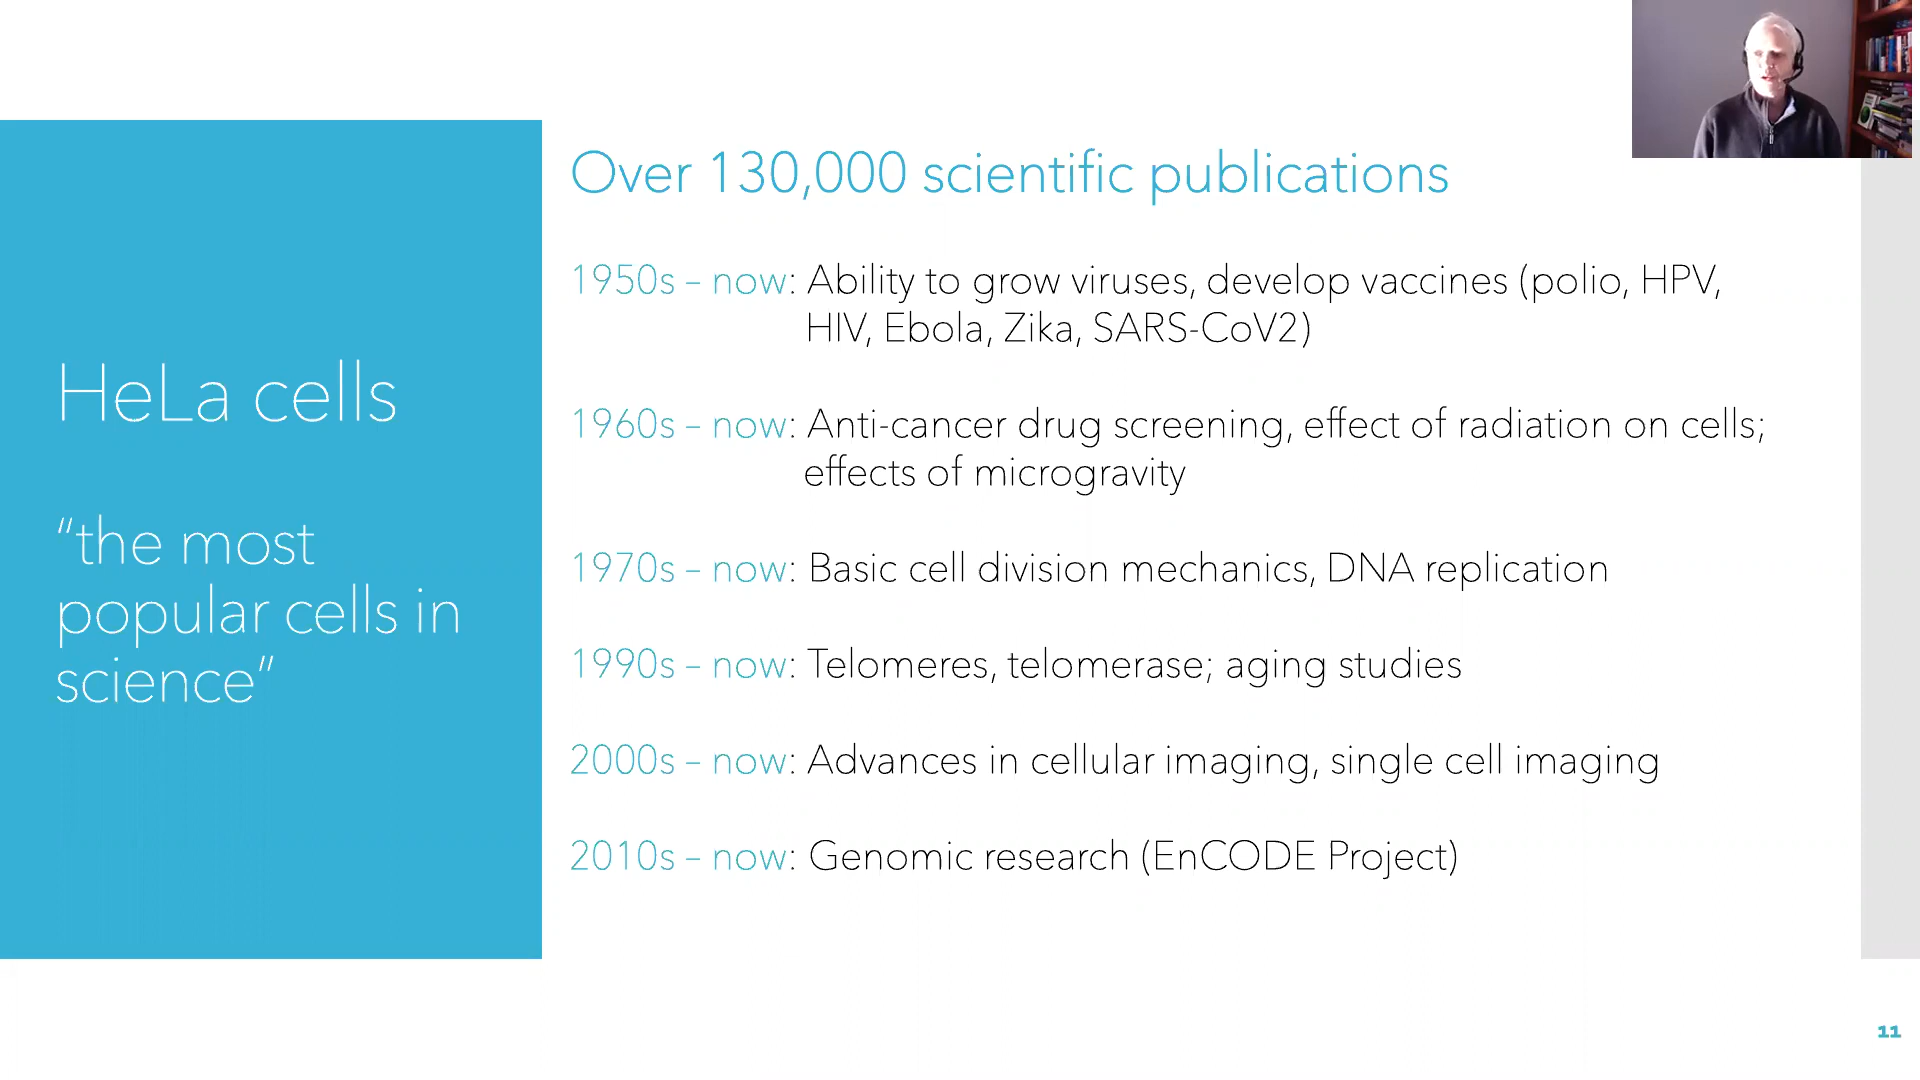 HeLa cells
“the most
popular cells in
science”
Over 130,000 scientific publications
1950s – now: Ability to grow viruses, develop vaccines (polio, HPV,
HIV, Ebola, Zika, SARS-CoV2)
1960s – now: Anti-cancer drug screening, effect of radiation on cells;
effects of microgravity
1970s – now: Basic cell division mechanics, DNA replication
1990s – now: Telomeres, telomerase; aging studies
2000s – now: Advances in cellular imaging, single cell imaging
2010s – now: Genomic research (EnCODE Project)
11